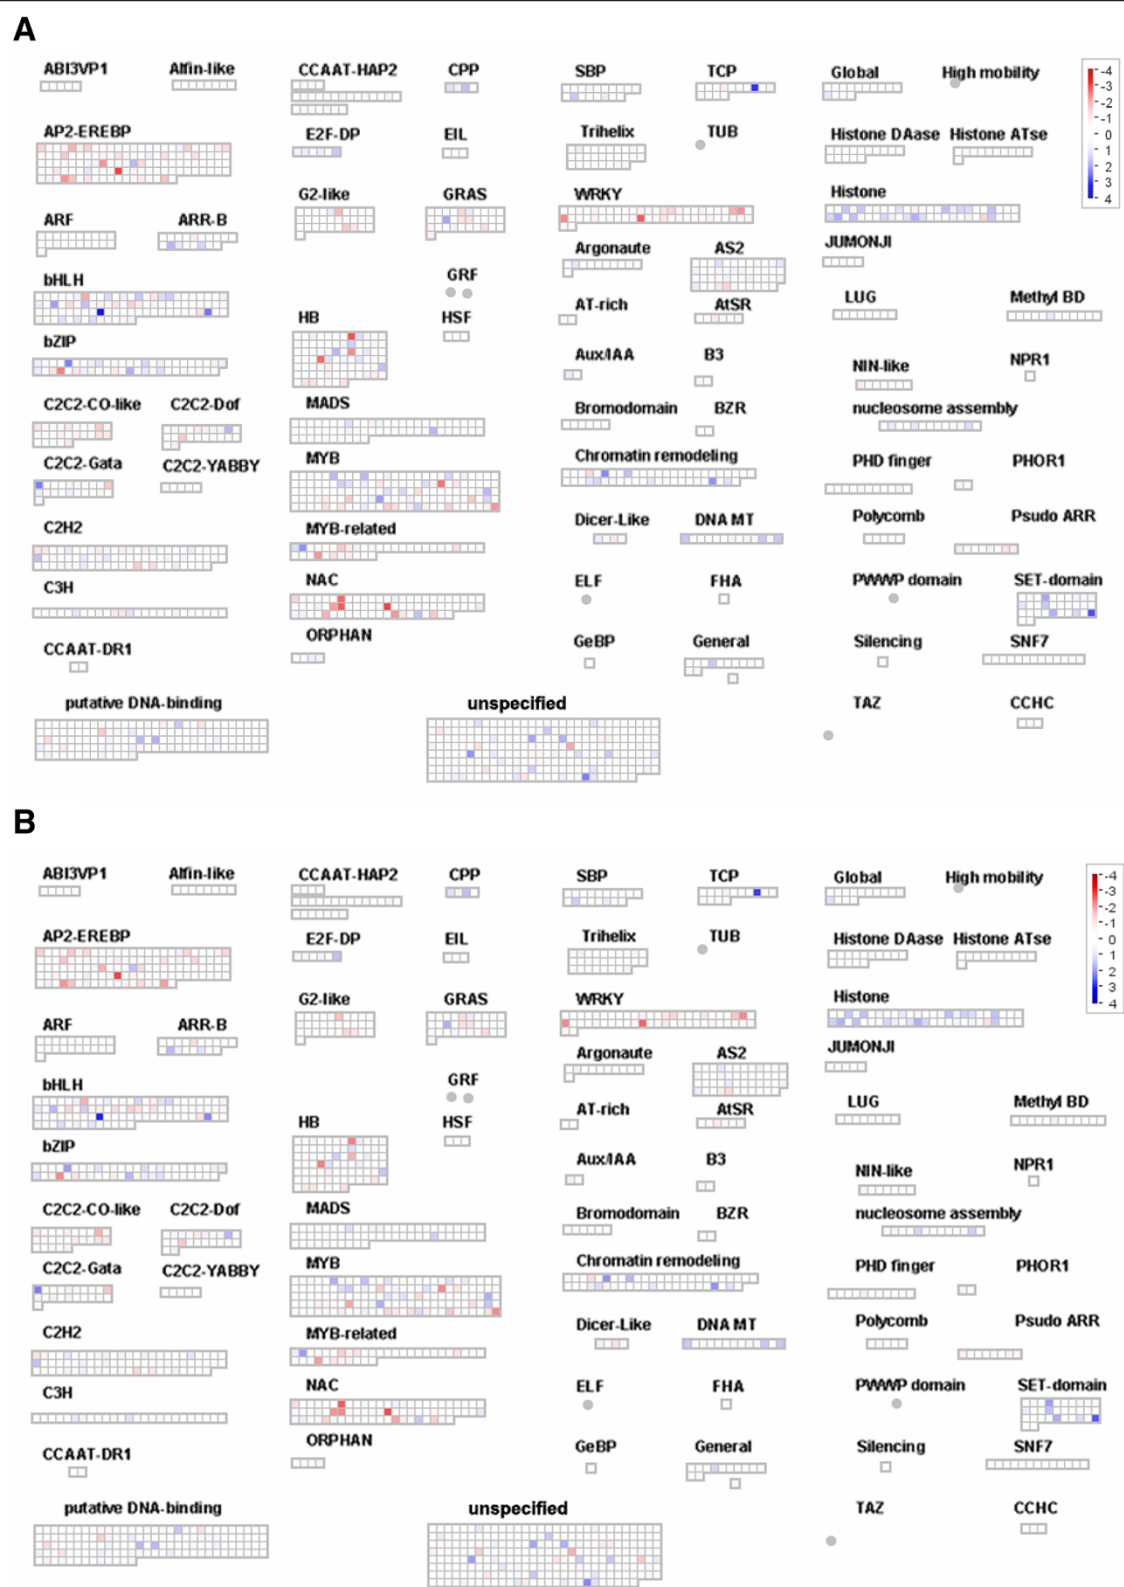 A
ABI3VP1 Alfin-like CCAAT-HAP2 CPP SBP TCP Global High mobility
-4
-3
-2
-1
0
1
2
3
4
AP2-EREBP E2F-DP EIL Trihelix TUB Histone DAase Histone ATse
G2-like GRAS WRKY Histone
ARF ARR-B Argonaute AS2 JUMONJI
bHLH GRF AT-rich AtSR LUG Methyl BD
HB HSF
bZIP Aux/IAA B3 NIN-like NPR1
C2C2-CO-like C2C2-Dof MADS Bromodomain BZR nucleosome assembly
C2C2-Gata C2C2-YABBY MYB Chromatin remodeling PHD finger PHOR1
C2H2 MYB-related Dicer-Like DNA MT Polycomb Psudo ARR
C3H NAC ELF FHA PWWP domain SET-domain
CCAAT-DR1 ORPHAN GeBP General Silencing SNF7
putative DNA-binding unspecified TAZ CCHC
B
ABI3VP1 Alfin-like CCAAT-HAP2 CPP SBP TCP Global High mobility
-4
-3
-2
-1
0
1
2
3
4
AP2-EREBP E2F-DP EIL Trihelix TUB Histone DAase Histone ATse
G2-like GRAS WRKY Histone
ARF ARR-B Argonaute AS2 JUMONJI
bHLH GRF AT-rich AtSR LUG Methyl BD
HB HSF
bZIP Aux/IAA B3 NIN-like NPR1
C2C2-CO-like C2C2-Dof MADS Bromodomain BZR nucleosome assembly
C2C2-Gata C2C2-YABBY MYB Chromatin remodeling PHD finger PHOR1
C2H2 MYB-related Dicer-Like DNA MT Polycomb Psudo ARR
C3H NAC ELF FHA PWWP domain SET-domain
CCAAT-DR1 ORPHAN GeBP General Silencing SNF7
putative DNA-binding unspecified TAZ CCHC